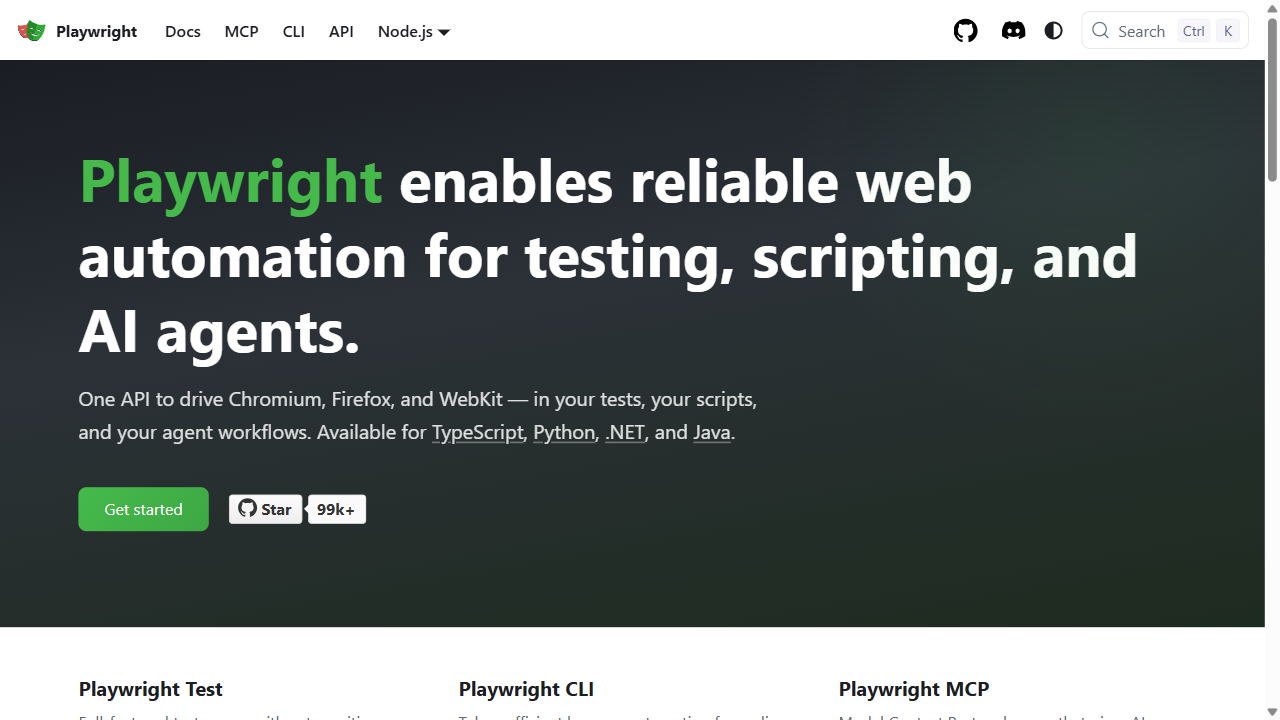 Playwright Docs MCP CLI API Node.js Search Ctrl K
Playwright enables reliable web
automation for testing, scripting, and
AI agents.
One API to drive Chromium, Firefox, and WebKit — in your tests, your scripts,
and your agent workflows. Available for TypeScript, Python, .NET, and Java.
Get started Star 99k+
Playwright Test Playwright CLI Playwright MCP